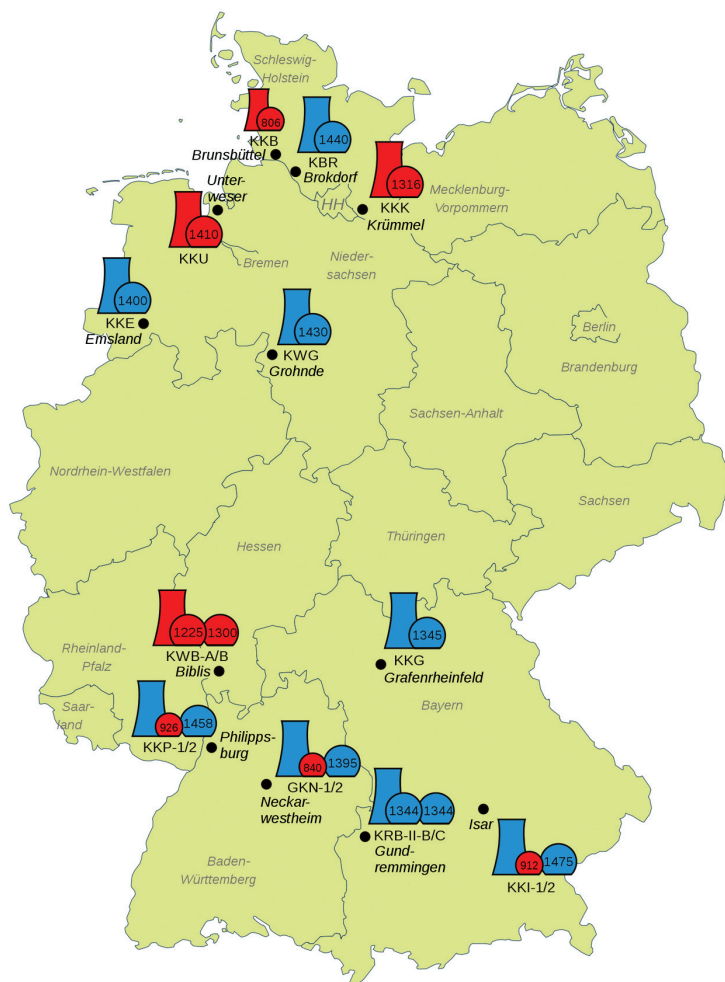 Schleswig-
Holstein
806
KKB
Brunsbüttel
1440
KBR
Brokdorf
1316
KKK
Krümmel
HH
Mecklenburg-
Vorpommern
Unter-
weser
1410
KKU
Bremen
Nieder-
sachsen
1400
KKE
Emsland
1430
KWG
Grohnde
Berlin
Brandenburg
Sachsen-Anhalt
Nordrhein-Westfalen
Sachsen
Hessen
Thüringen
1225
1300
KWB-A/B
Biblis
1345
KKG
Grafenrheinfeld
Rheinland-
Pfalz
Saar-
land
Bayern
926
1458
KKP-1/2
Philipps-
burg
840
1395
GKN-1/2
Neckar-
westheim
1344
1344
KRB-II-B/C
Gund-
remmingen
Isar
912
1475
KKI-1/2
Baden-
Württemberg